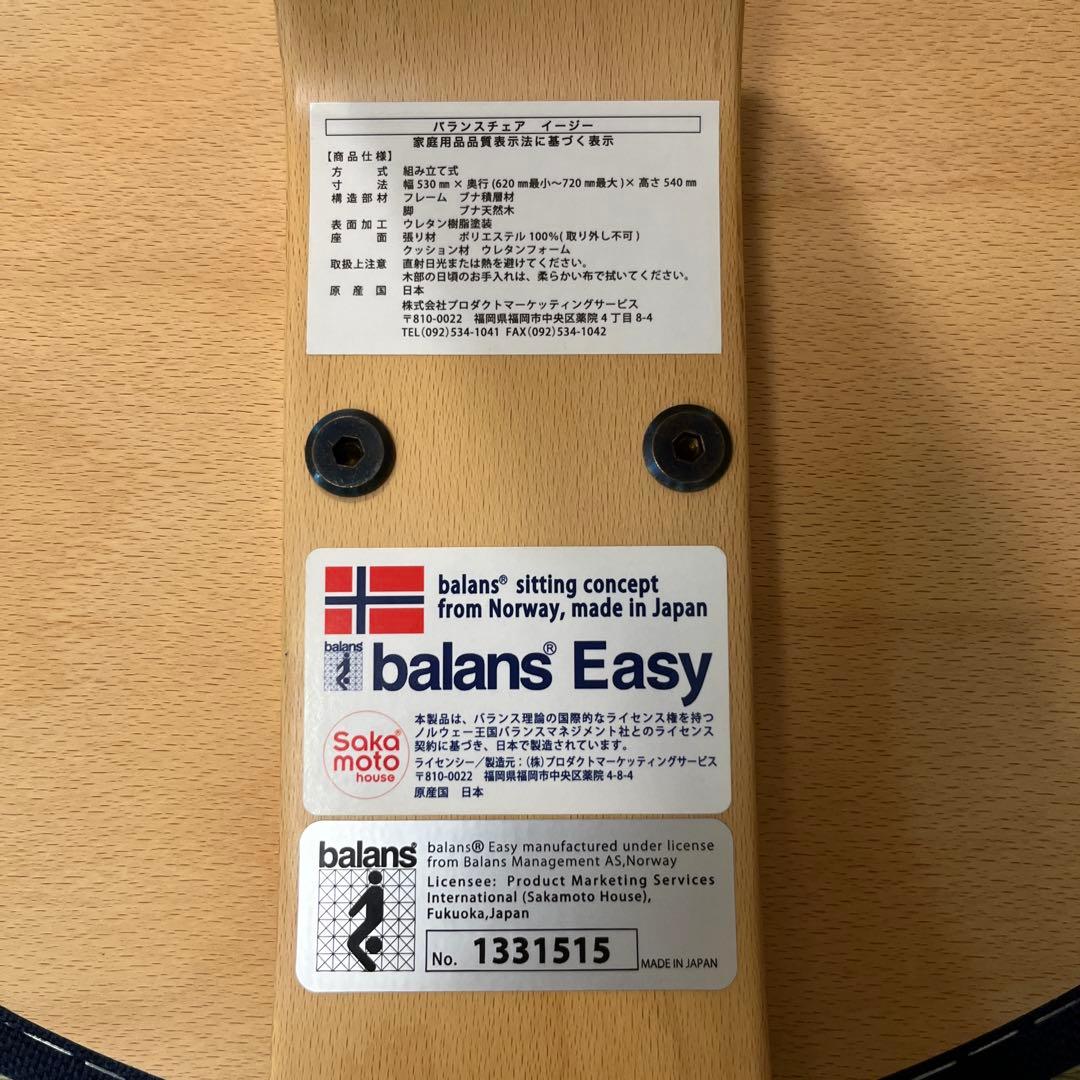 バランスチェア イージー
家庭用品品質表示法に基づく表示
【商品仕様】
方式 組み立て式
寸法 幅 530 ㎜ × 奥行 (620 ㎜最小〜720 ㎜最大 )× 高さ 540 ㎜
構造部材 フレーム ブナ積層材
脚 ブナ天然木
表面加工 ウレタン樹脂塗装
座面 張り材 ポリエステル 100%( 取り外し不可 )
クッション材 ウレタンフォーム
取扱上注意 直射日光または熱を避けてください。
木部の日頃のお手入れは、柔らかい布で拭いてください。
原産国 日本
株式会社プロダクトマーケッティングサービス
〒810-0022 福岡県福岡市中央区薬院 4 丁目 8-4
TEL(092)534-1041 FAX(092)534-1042
balans® sitting concept
from Norway, made in Japan
balans
balans® Easy
Saka®
moto
house
本製品は、バランス理論の国際的なライセンス権を持つ
ノルウェー王国バランスマネジメント社とのライセンス
契約に基づき、日本で製造されています。
ライセンシー／製造元：(株)プロダクトマーケッティングサービス
〒810-0022 福岡県福岡市中央区薬院 4-8-4
原産国 日本
balans®
balans® Easy manufactured under license
from Balans Management AS,Norway
Licensee: Product Marketing Services
International (Sakamoto House),
Fukuoka,Japan
No. 1331515
MADE IN JAPAN